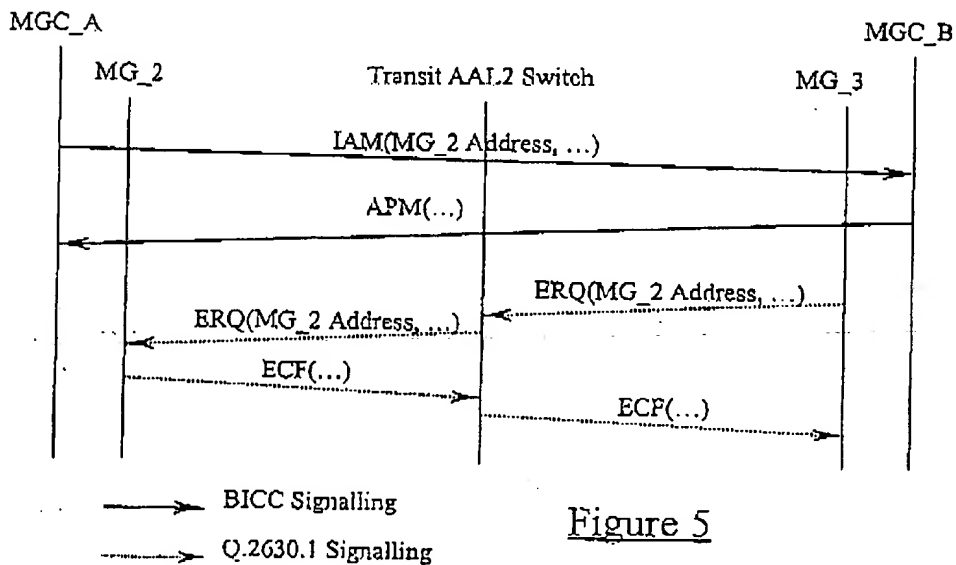 MGC_A
MGC_B
MG_2
Transit AAL2 Switch
MG_3
IAM(MG_2 Address, ...)
APM(...)
ERQ(MG_2 Address, ...)
ERQ(MG_2 Address, ...)
ECF(...)
ECF(...)
BICC Signalling
Q.2630.1 Signalling
Figure 5